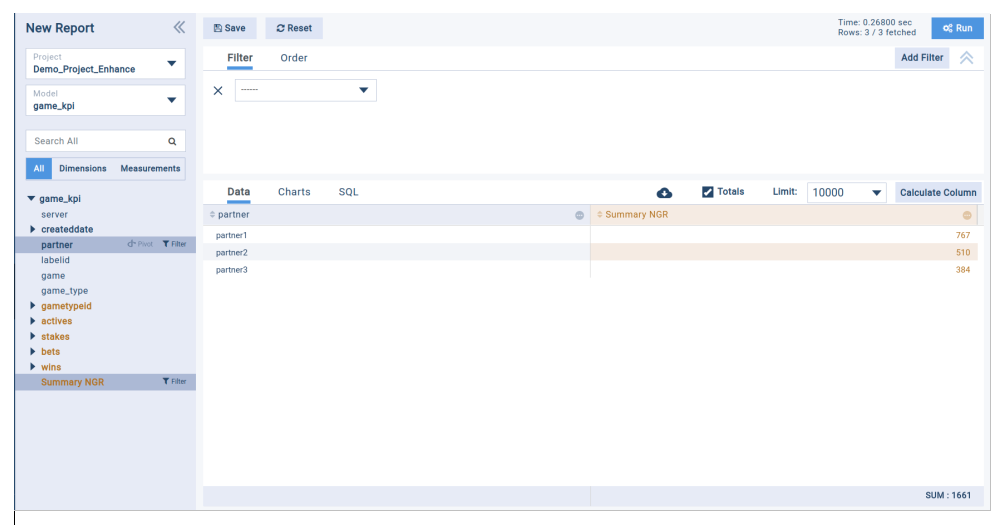 New Report
Project
Demo_Project_Enhance
Model
game_kpi
Search All
All Dimensions Measurements
game_kpi
server
createddate
partner Pivot Filter
labelid
game
game_type
gametypeid
actives
stakes
bets
wins
Summary NGR Filter
Save Reset
Time: 0.26800 sec
Rows: 3 / 3 fetched
Run
Filter Order Add Filter
------
Data Charts SQL Totals Limit: 10000 Calculate Column
partner Summary NGR
partner1 767
partner2 510
partner3 384
SUM : 1661